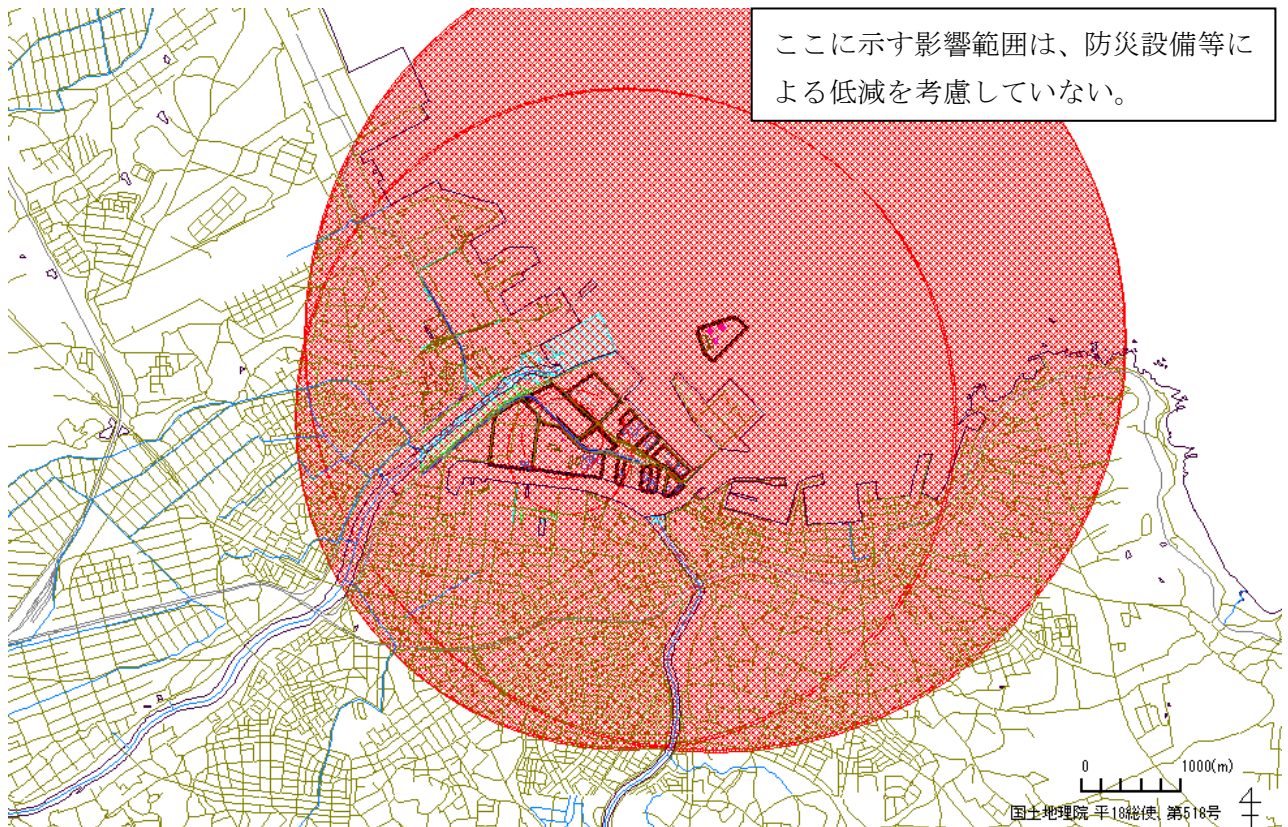 ここに示す影響範囲は、防災設備等に
よる低減を考慮していない。
0 1000(m)
国土地理院 平18総使、第518号